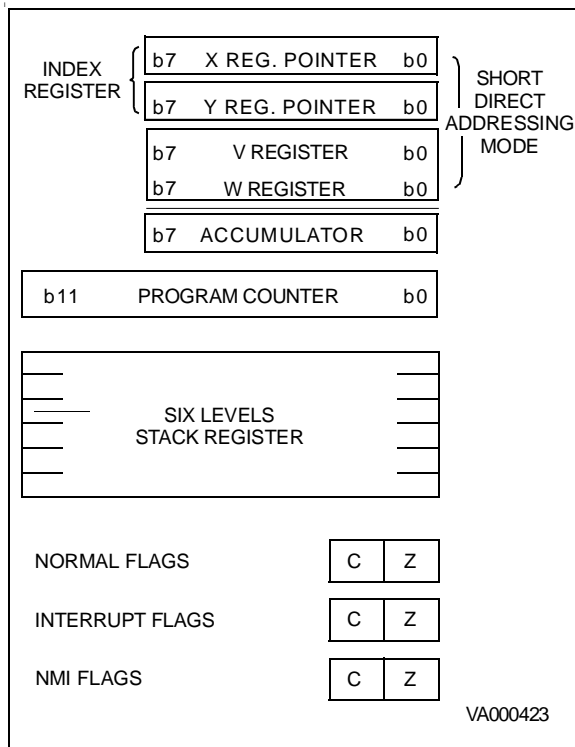 INDEX
REGISTER
b7 X REG. POINTER b0
b7 Y REG. POINTER b0
b7 V REGISTER b0
b7 W REGISTER b0
SHORT
DIRECT
ADDRESSING
MODE
b7 ACCUMULATOR b0
b11 PROGRAM COUNTER b0
SIX LEVELS
STACK REGISTER
NORMAL FLAGS C Z
INTERRUPT FLAGS C Z
NMI FLAGS C Z
VA000423